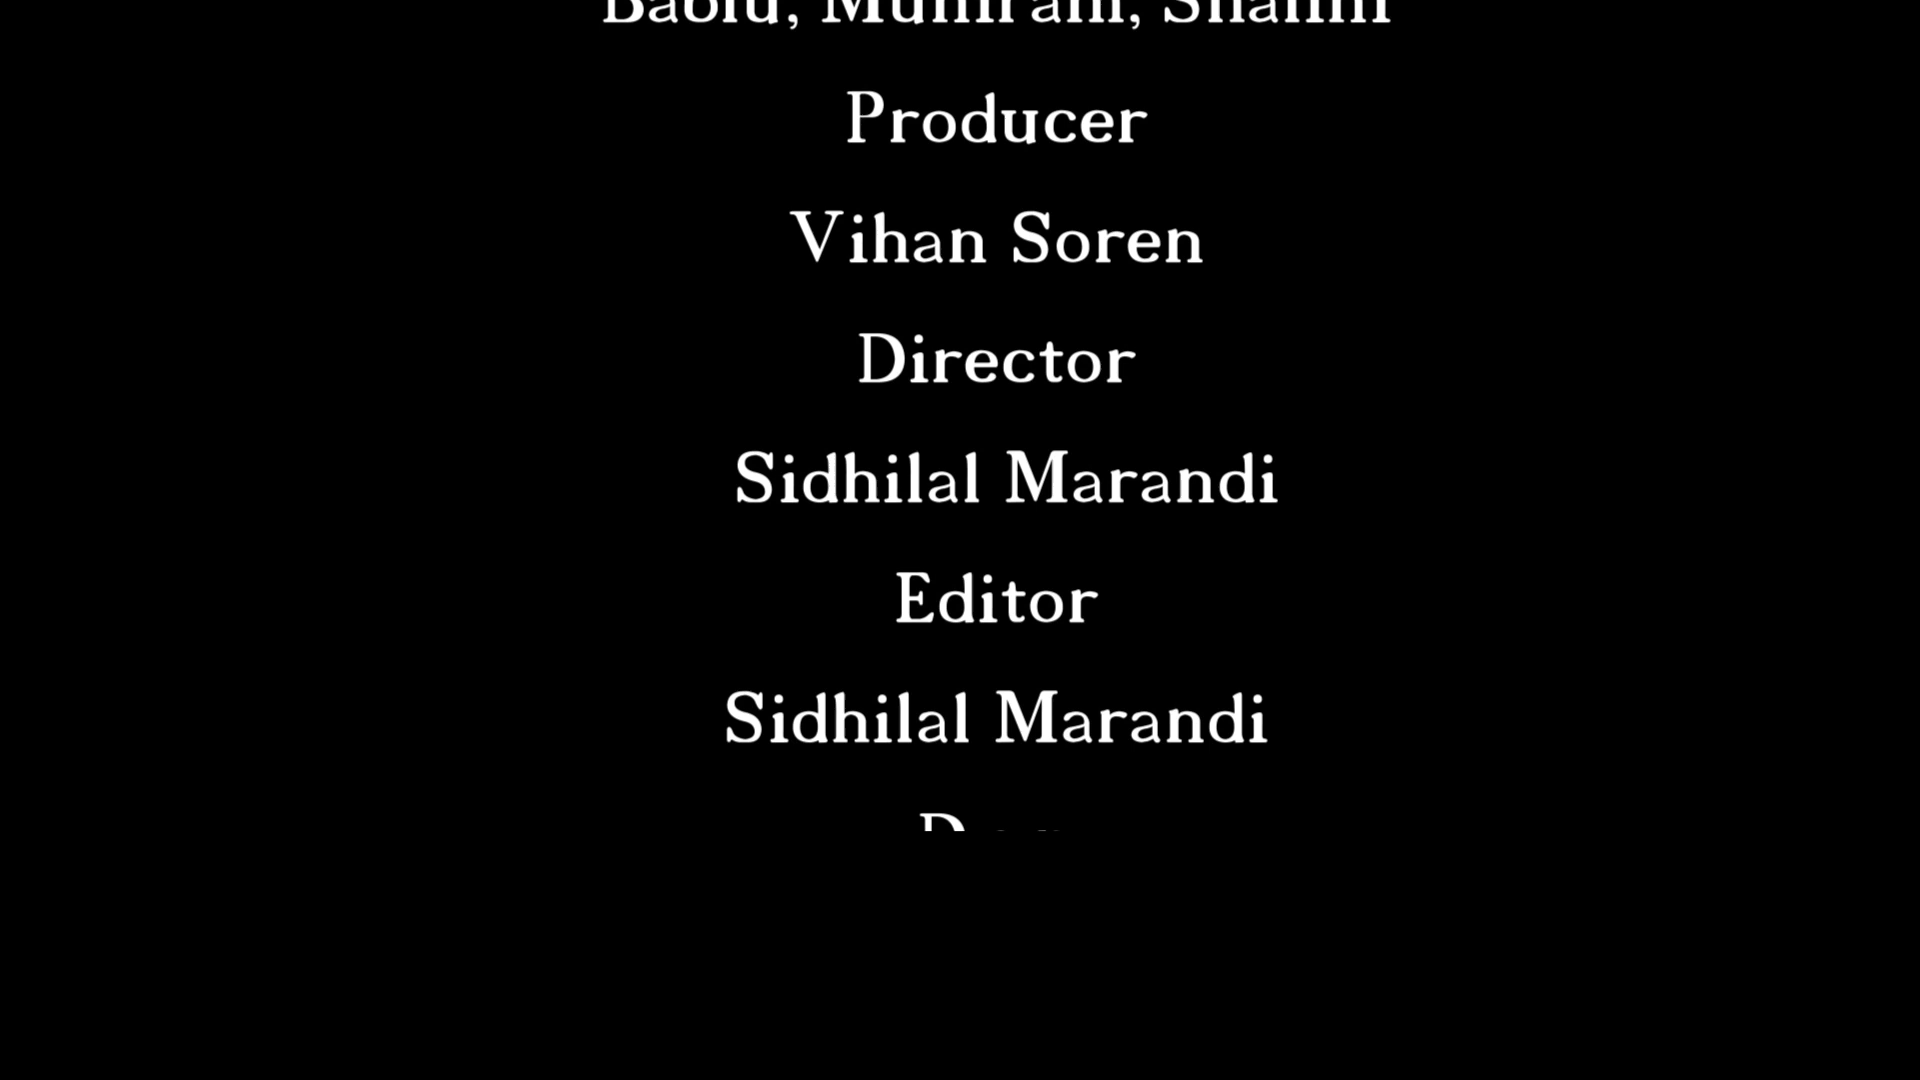 Producer
Vihan Soren
Director
Sidhilal Marandi
Editor
Sidhilal Marandi